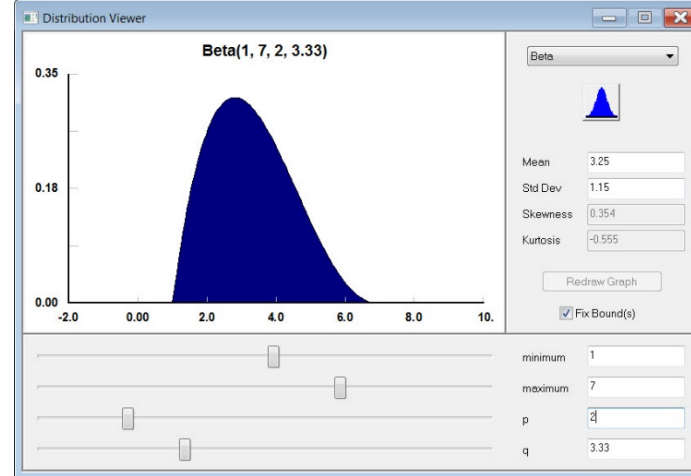 Distribution Viewer
Beta(1, 7, 2, 3.33)
0.35
0.18
0.00
-2.0 0.00 2.0 4.0 6.0 8.0 10.
Beta
Mean 3.25
Std Dev 1.15
Skewness 0.354
Kurtosis -0.555
Redraw Graph
Fix Bound(s)
minimum 1
maximum 7
p 2
q 3.33